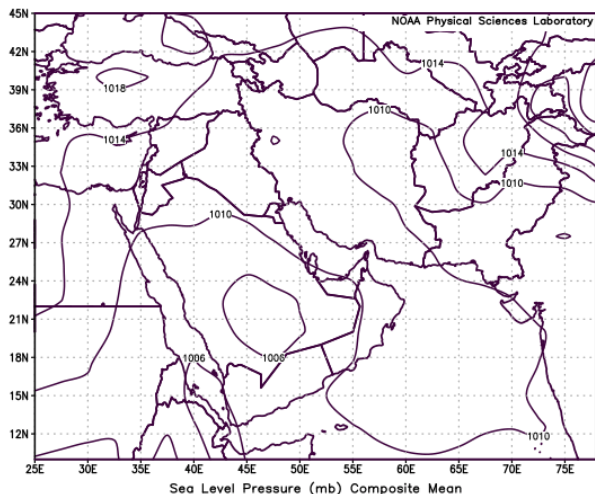 NOAA Physical Sciences Laboratory
45N
42N
1014
1018
39N
1010
36N
1014
1014
33N
1010
30N
1010
27N
24N
21N
18N
1006
1006
15N
12N
1010
25E 30E 35E 40E 45E 50E 55E 60E 65E 70E 75E
Sea Level Pressure (mb) Composite Mean